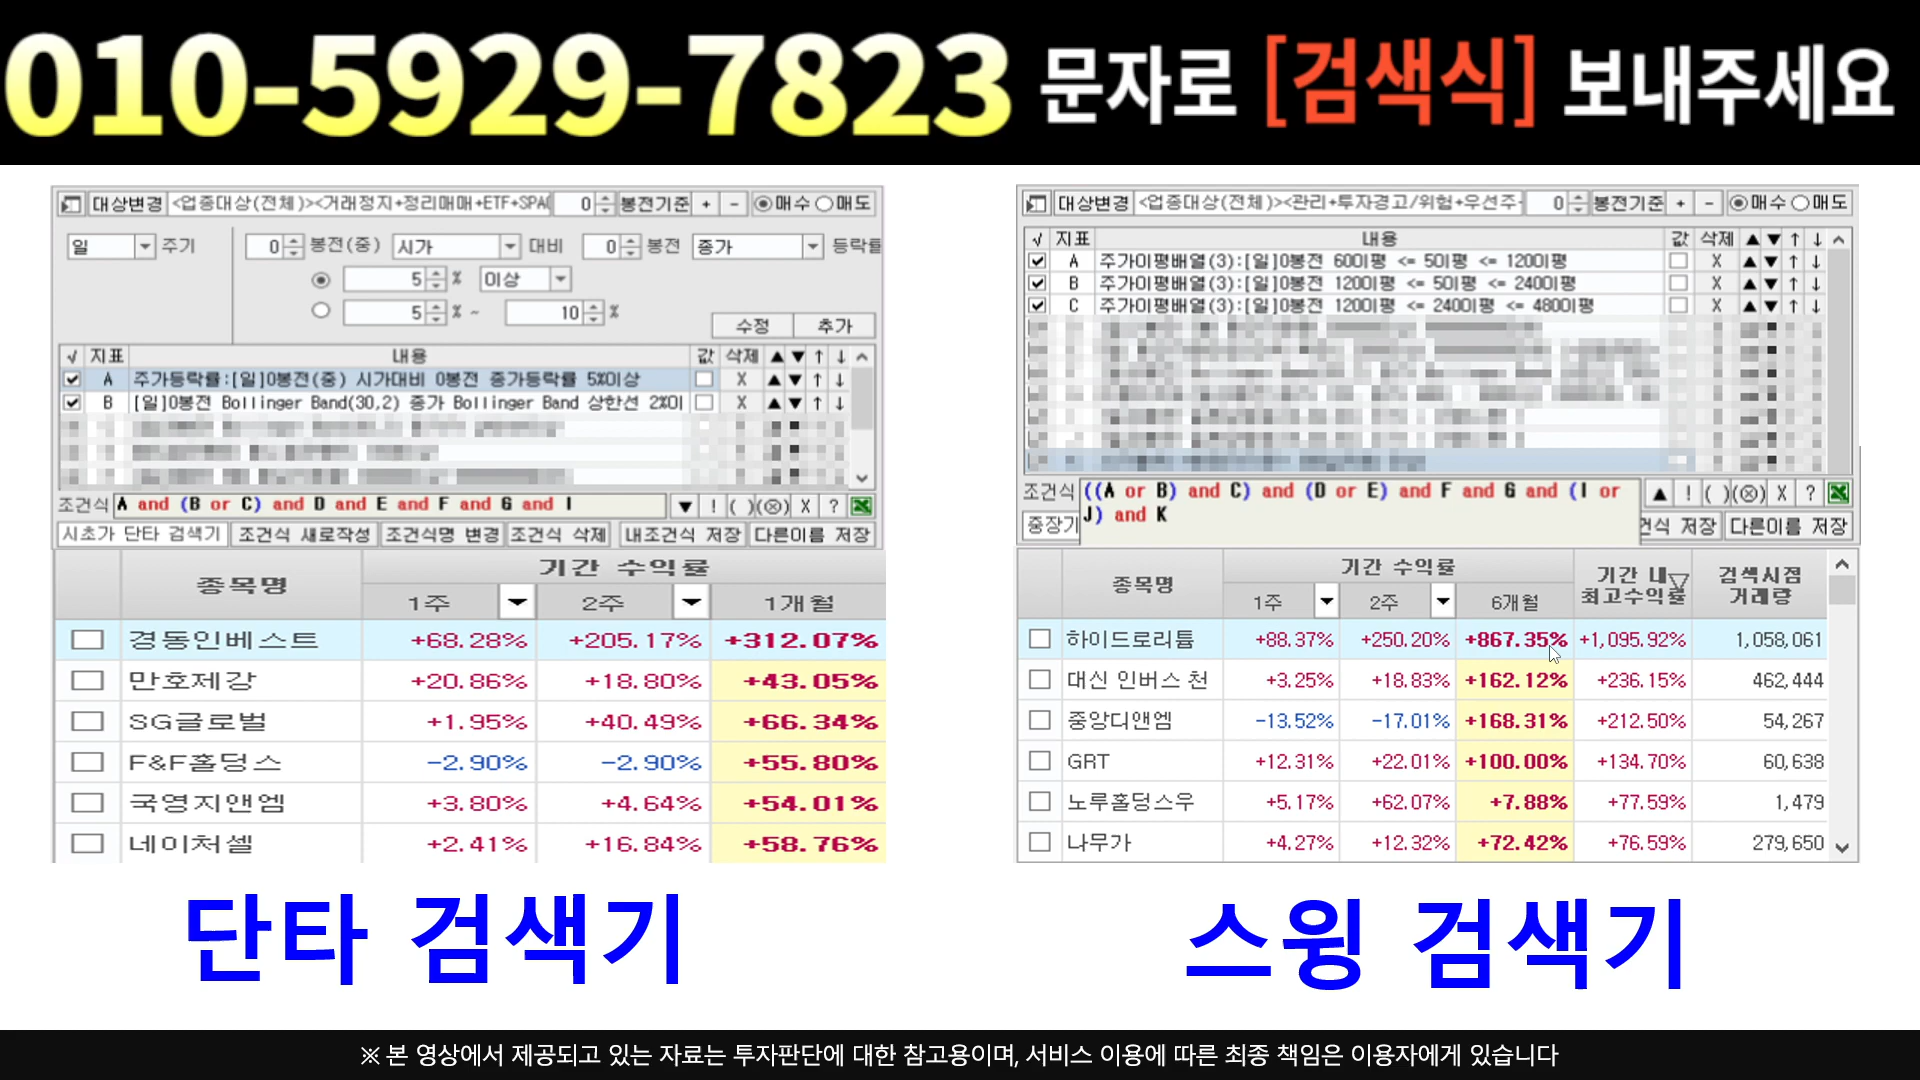 010-5929-7823 문자로 [검색식] 보내주세요
대상변경 <업종대상(전체)><거래정지+정리매매+ETF+SPA 0 봉전기준 + - 매수 매도
일 주기 0 봉전(중) 시가 대비 0 봉전 종가 등락률
5 % 이상
5 % ~ 10 %
수정 추가
√ 지표 내용 값 삭제 ▲ ▼ ↑ ↓
A 주가등락률:[일]0봉전(중) 시가대비 0봉전 종가등락률 5%이상 X ▲ ▼ ↑ ↓
B [일]0봉전 Bollinger Band(30,2) 종가 Bollinger Band 상한선 2%이 X ▲ ▼ ↑ ↓
조건식 A and (B or C) and D and E and F and G and I ▼ ! ( )(⊗) X ?
시초가 단타 검색기 조건식 새로작성 조건식명 변경 조건식 삭제 내조건식 저장 다른이름 저장
종목명 기간 수익률
1주 2주 1개월
경동인베스트 +68.28% +205.17% +312.07%
만호제강 +20.86% +18.80% +43.05%
SG글로벌 +1.95% +40.49% +66.34%
F&F홀딩스 -2.90% -2.90% +55.80%
국영지앤엠 +3.80% +4.64% +54.01%
네이처셀 +2.41% +16.84% +58.76%
단타 검색기
대상변경 <업종대상(전체)><관리+투자경고/위험+우선주+ 0 봉전기준 + - 매수 매도
√ 지표 내용 값 삭제 ▲ ▼ ↑ ↓
A 주가이평배열(3):[일]0봉전 60이평 <= 5이평 <= 120이평 X ▲ ▼ ↑ ↓
B 주가이평배열(3):[일]0봉전 120이평 <= 5이평 <= 240이평 X ▲ ▼ ↑ ↓
C 주가이평배열(3):[일]0봉전 120이평 <= 240이평 <= 480이평 X ▲ ▼ ↑ ↓
조건식 ((A or B) and C) and (D or E) and F and G and (I or ▲ ! ( )(⊗) X ?
J) and K
중장기 건식 저장 다른이름 저장
종목명 기간 수익률 기간 내 최고수익률 검색시점 거래량
1주 2주 6개월
하이드로리튬 +88.37% +250.20% +867.35% +1,095.92% 1,058,061
대신 인버스 천 +3.25% +18.83% +162.12% +236.15% 462,444
중앙디앤엠 -13.52% -17.01% +168.31% +212.50% 54,267
GRT +12.31% +22.01% +100.00% +134.70% 60,638
노루홀딩스우 +5.17% +62.07% +7.88% +77.59% 1,479
나무가 +4.27% +12.32% +72.42% +76.59% 279,650
스윙 검색기
※ 본 영상에서 제공되고 있는 자료는 투자판단에 대한 참고용이며, 서비스 이용에 따른 최종 책임은 이용자에게 있습니다